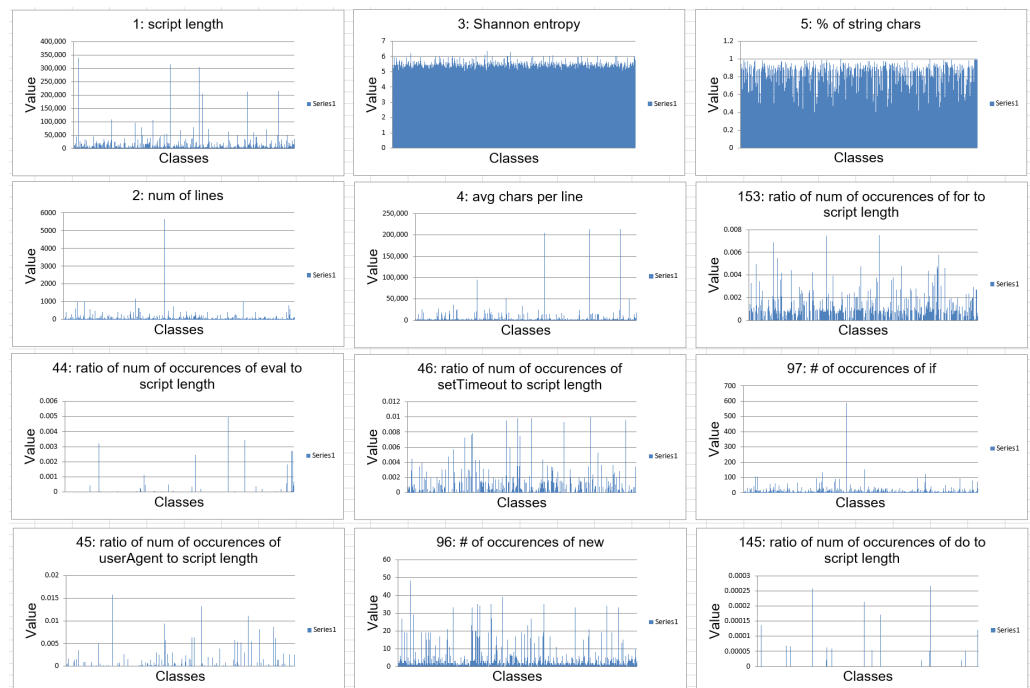 1: script length
400,000
350,000
300,000
250,000
200,000
150,000
100,000
50,000
0
Value
Classes
Series1
3: Shannon entropy
7
6
5
4
3
2
1
0
Value
Classes
Series1
5: % of string chars
1.2
1
0.8
0.6
0.4
0.2
0
Value
Classes
Series1
2: num of lines
6000
5000
4000
3000
2000
1000
0
Value
Classes
Series1
4: avg chars per line
250,000
200,000
150,000
100,000
50,000
0
Value
Classes
Series1
153: ratio of num of occurences of for to
script length
0.008
0.006
0.004
0.002
0
Value
Classes
Series1
44: ratio of num of occurences of eval to
script length
0.006
0.005
0.004
0.003
0.002
0.001
0
Value
Classes
Series1
46: ratio of num of occurences of
setTimeout to script length
0.012
0.01
0.008
0.006
0.004
0.002
0
Value
Classes
Series1
97: # of occurences of if
700
600
500
400
300
200
100
0
Value
Classes
Series1
45: ratio of num of occurences of
userAgent to script length
0.02
0.015
0.01
0.005
0
Value
Classes
Series1
96: # of occurences of new
60
50
40
30
20
10
0
Value
Classes
Series1
145: ratio of num of occurences of do to
script length
0.0003
0.00025
0.0002
0.00015
0.0001
0.00005
0
Value
Classes
Series1